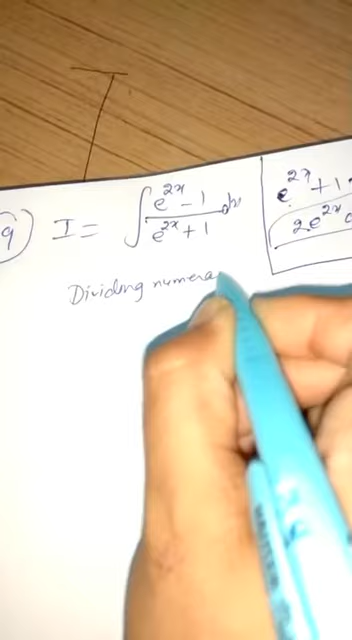 9) I = ∫ (e^{2x} - 1)/(e^{2x} + 1) dx
e^{2x} + 1
2e^{2x}
Dividing numera